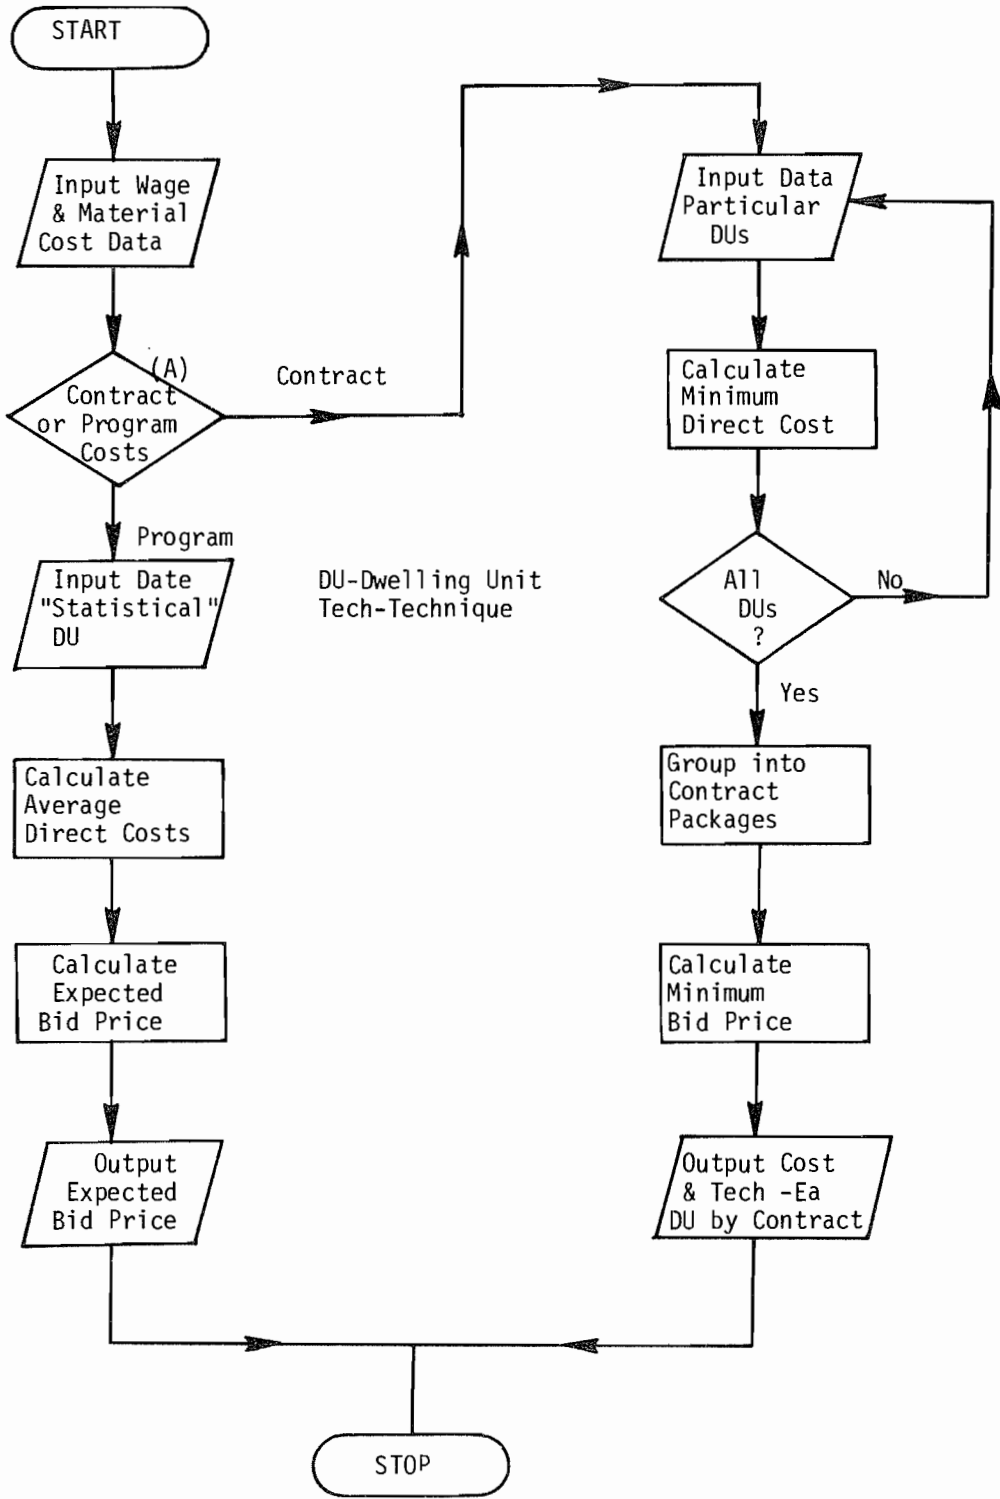 START
Input Wage
& Material
Cost Data
(A)
Contract
or Program
Costs
Contract
Program
Input Date
"Statistical"
DU
Calculate
Average
Direct Costs
Calculate
Expected
Bid Price
Output
Expected
Bid Price
DU-Dwelling Unit
Tech-Technique
Input Data
Particular
DUs
Calculate
Minimum
Direct Cost
All
DUs
?
No
Yes
Group into
Contract
Packages
Calculate
Minimum
Bid Price
Output Cost
& Tech -Ea
DU by Contract
STOP